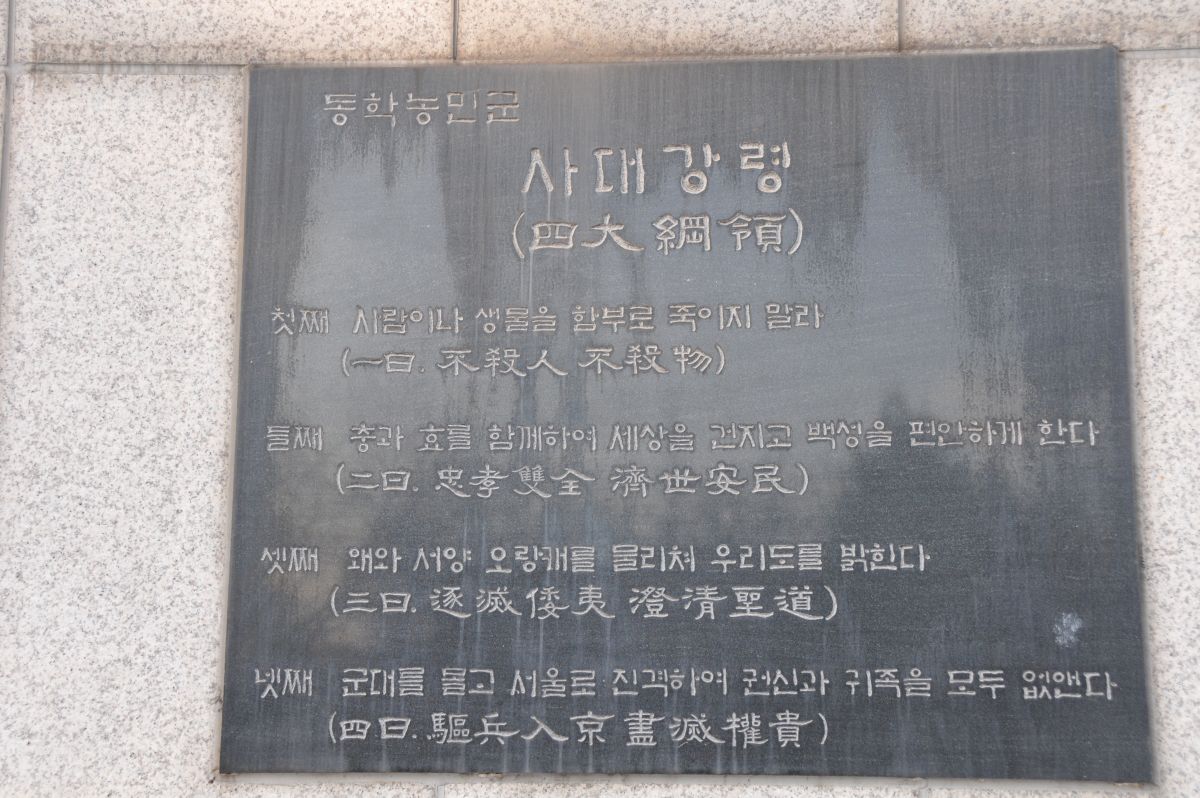 동학농민군
사대강령
(四大綱領)
첫째 사람이나 생물을 함부로 죽이지 말라
(一曰. 不殺人 不殺物)
둘째 충과 효를 함께하여 세상을 건지고 백성을 편안하게 한다
(二曰. 忠孝雙全 濟世安民)
셋째 왜와 서양 오랑캐를 물리쳐 우리도를 밝힌다
(三曰. 逐滅倭夷 澄清聖道)
넷째 군대를 몰고 서울로 진격하여 권신과 귀족을 모두 없앤다
(四曰. 驅兵入京 盡滅權貴)